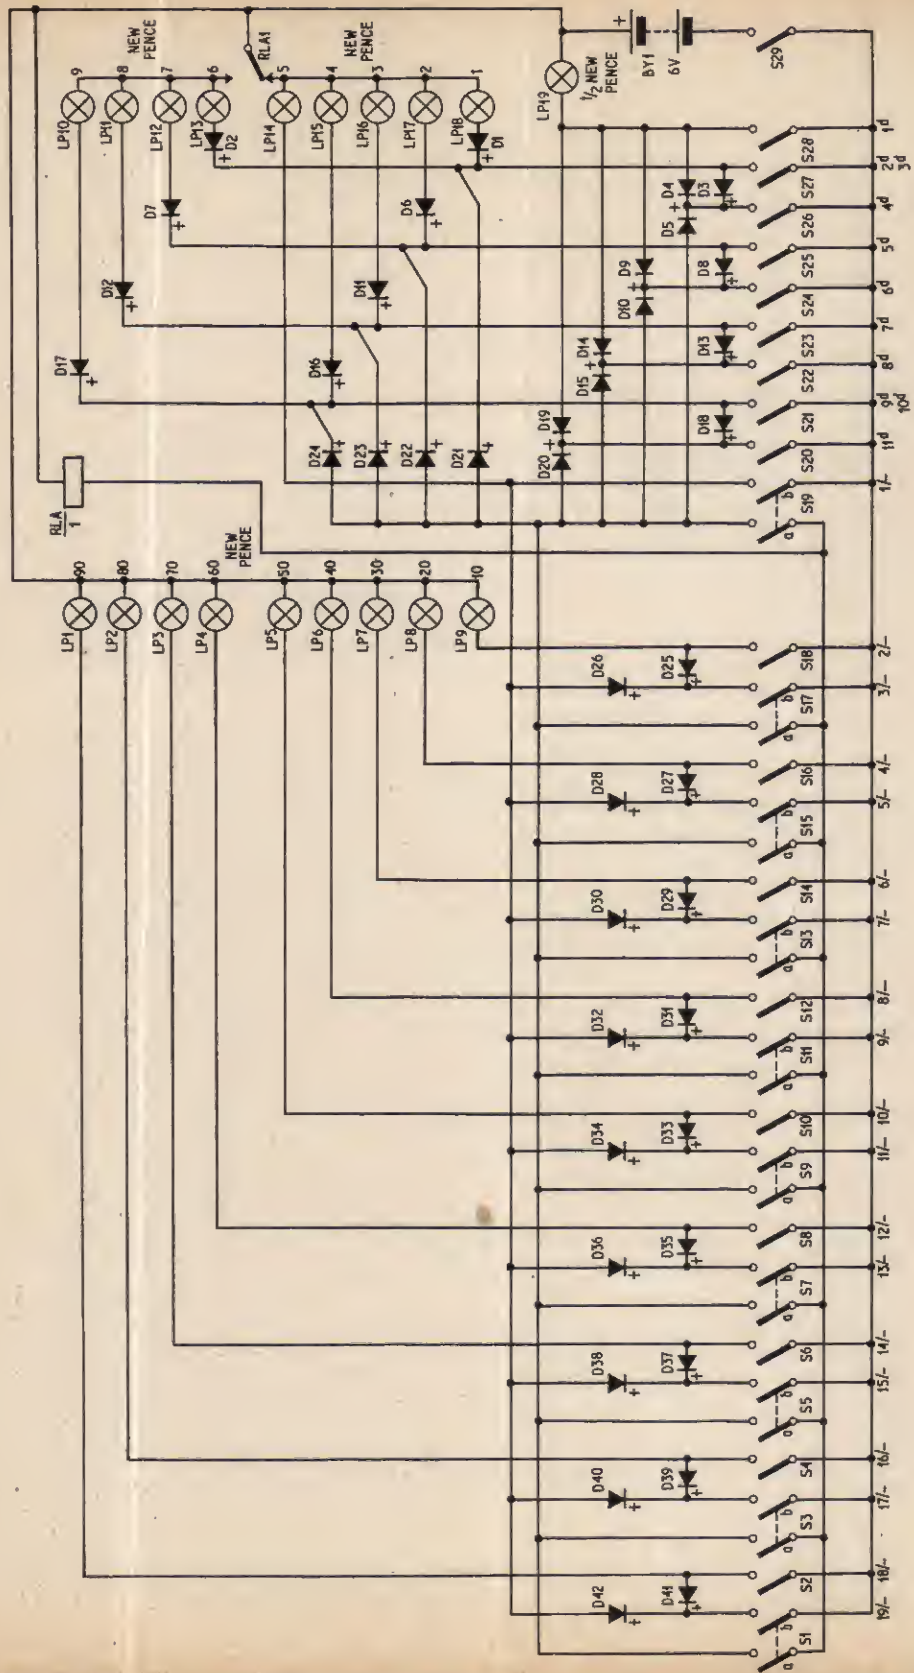 9
NEW PENCE
8
7
6
RLA1
5
NEW PENCE
4
3
2
1
LP10
LP11
LP12
LP13
LP14
LP15
LP16
LP17
LP18
D2
+
D1
+
LP19
1/2 NEW PENCE
+
BY1
6V
S29
D7
+
D6
+
D12
+
D11
+
D17
+
D16
+
D4
+
D3
+
D5
D9
+
D8
+
D10
D14
+
D13
+
D15
D19
+
D18
+
D20
D24
+
D23
+
D22
+
D21
+
S28
S27
S26
S25
S24
S23
S22
S21
S20
S19
b
a
1d
2d
3d
4d
5d
6d
7d
8d
9d
10d
11d
1/-
RLA
1
90
80
70
60
NEW PENCE
50
40
30
20
10
LP1
LP2
LP3
LP4
LP5
LP6
LP7
LP8
LP9
D26
+
D25
+
S18
S17
b
a
2/-
3/-
D28
+
D27
+
S16
S15
b
a
4/-
5/-
D30
+
D29
+
S14
S13
b
a
6/-
7/-
D32
+
D31
+
S12
S11
b
a
8/-
9/-
D34
+
D33
+
S10
S9
b
a
10/-
11/-
D36
+
D35
+
S8
S7
b
a
12/-
13/-
D38
+
D37
+
S6
S5
b
a
14/-
15/-
D40
+
D39
+
S4
S3
b
a
16/-
17/-
D42
+
D41
+
S2
S1
b
a
18/-
19/-